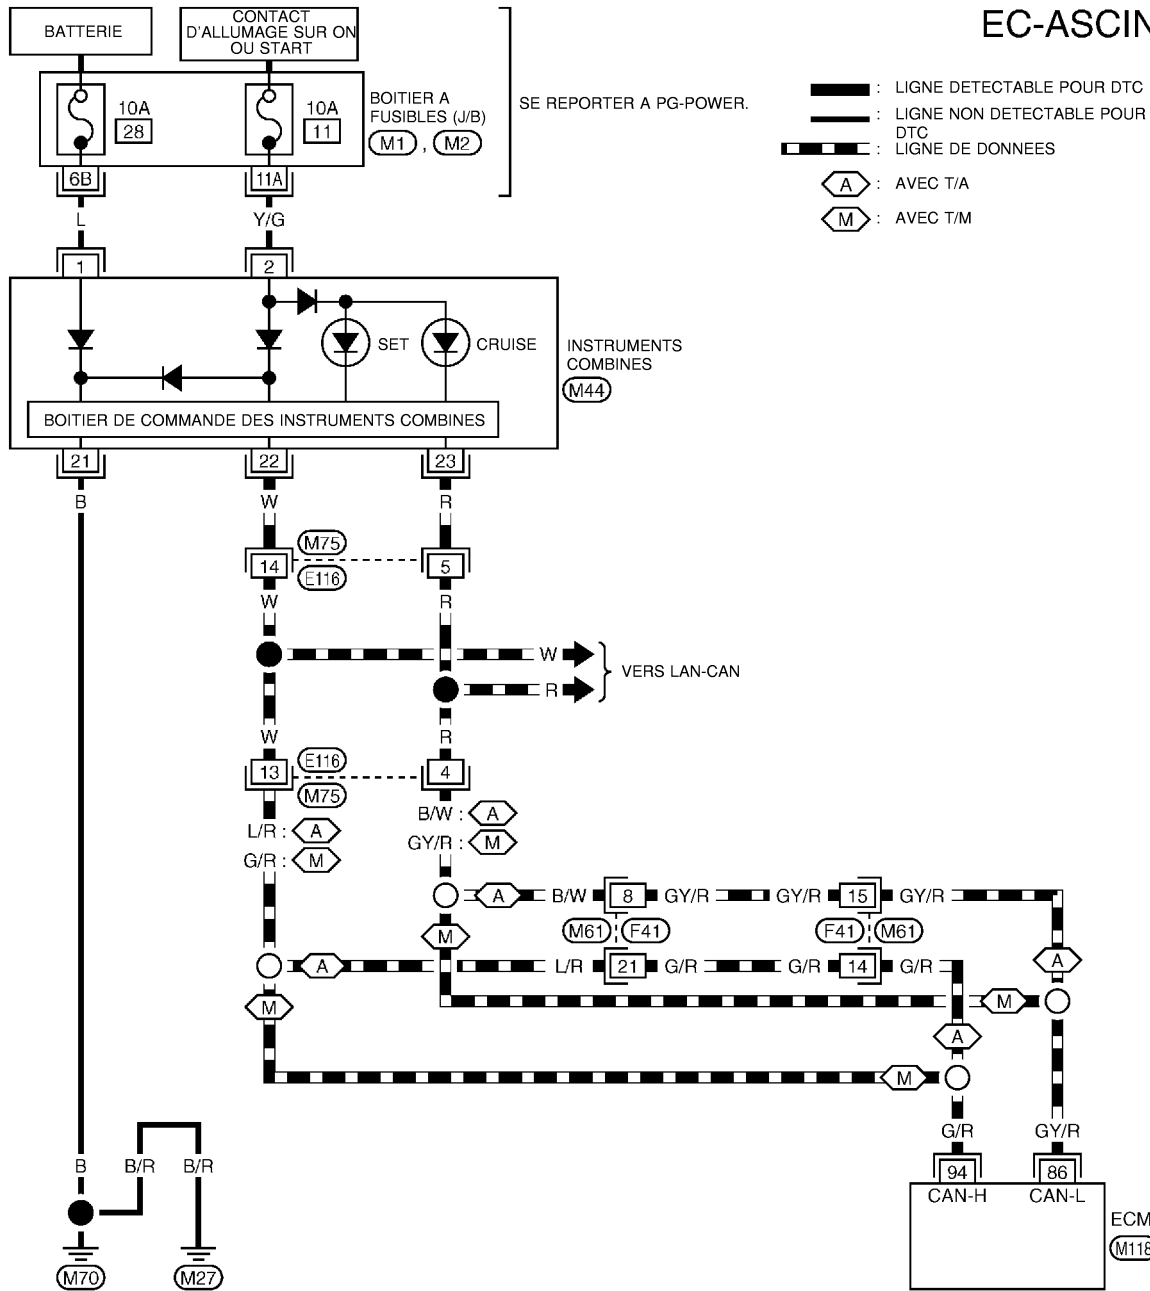 EC-ASCIN
BATTERIE
CONTACT
D'ALLUMAGE SUR ON
OU START
10A
28
10A
11
BOITIER A
FUSIBLES (J/B)
M1 , M2
SE REPORTER A PG-POWER.
: LIGNE DETECTABLE POUR DTC
: LIGNE NON DETECTABLE POUR
DTC
: LIGNE DE DONNEES
A : AVEC T/A
M : AVEC T/M
6B
11A
L
Y/G
1
2
SET
CRUISE
INSTRUMENTS
COMBINES
M44
BOITIER DE COMMANDE DES INSTRUMENTS COMBINES
21
22
23
B
W
R
M75
14
5
E116
W
R
W
R
VERS LAN-CAN
W
R
E116
13
4
M75
B/W : A
GY/R : M
L/R : A
G/R : M
A
B/W
8
GY/R
GY/R
15
GY/R
M61
F41
F41
M61
M
A
L/R
21
G/R
G/R
14
G/R
A
M
M
A
M
G/R
GY/R
94
86
CAN-H
CAN-L
ECM
M118
B
B/R
B/R
M70
M27